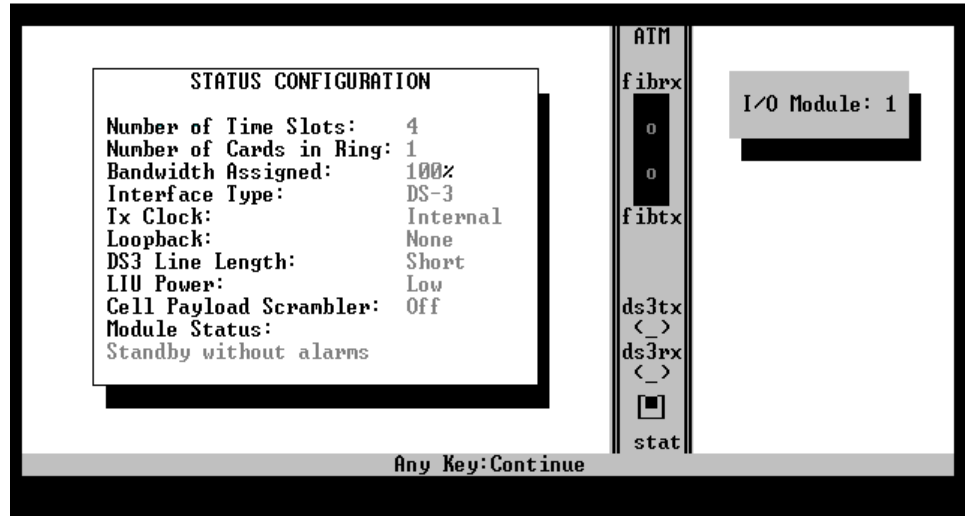 STATUS CONFIGURATION
Number of Time Slots: 4
Number of Cards in Ring: 1
Bandwidth Assigned: 100%
Interface Type: DS-3
Tx Clock: Internal
Loopback: None
DS3 Line Length: Short
LIU Power: Low
Cell Payload Scrambler: Off
Module Status:
Standby without alarms
ATM
fibrx
o
o
fibtx
ds3tx
(_)
ds3rx
(_)
stat
I/O Module: 1
Any Key:Continue